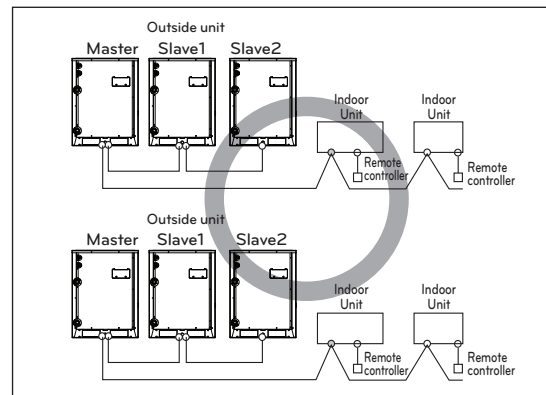 Outside unit
Master Slave1 Slave2
Indoor Unit
Indoor Unit
Remote controller
Remote controller
Outside unit
Master Slave1 Slave2
Indoor Unit
Indoor Unit
Remote controller
Remote controller